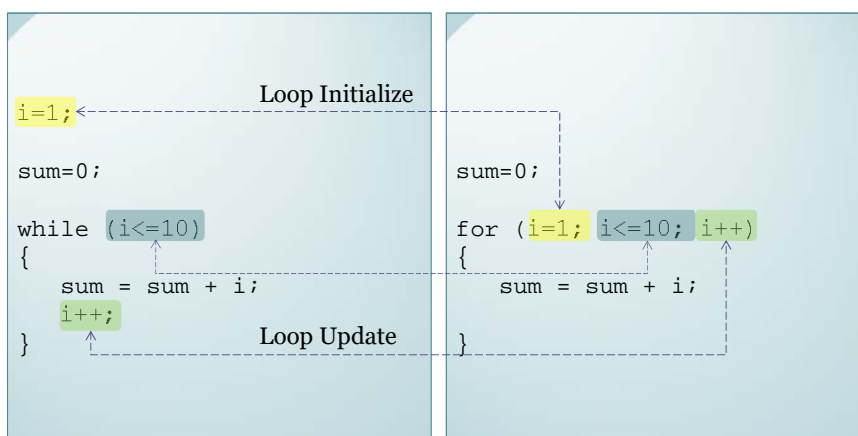 Loop Initialize
i=1;
sum=0;
while (i<=10)
{
sum = sum + i;
i++;
}
Loop Update
sum=0;
for (i=1; i<=10; i++)
{
sum = sum + i;
}